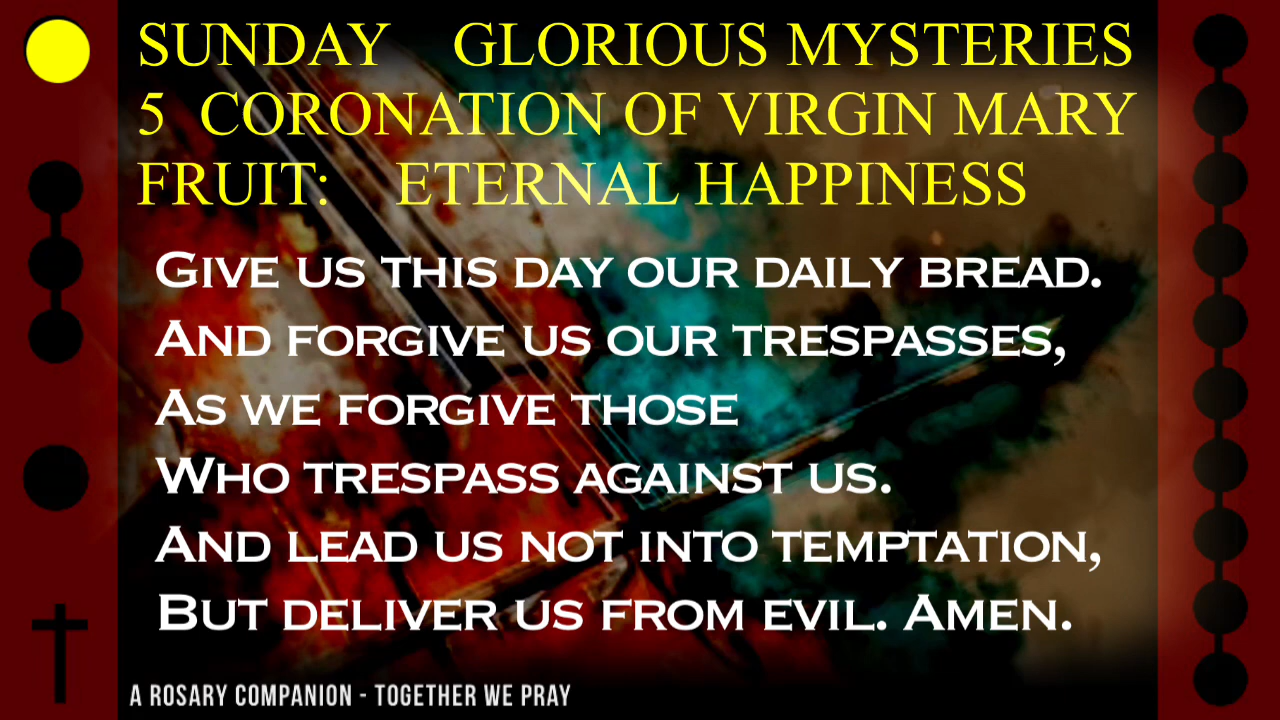 SUNDAY GLORIOUS MYSTERIES
5 CORONATION OF VIRGIN MARY
FRUIT: ETERNAL HAPPINESS
GIVE US THIS DAY OUR DAILY BREAD.
AND FORGIVE US OUR TRESPASSES,
AS WE FORGIVE THOSE
WHO TRESPASS AGAINST US.
AND LEAD US NOT INTO TEMPTATION,
BUT DELIVER US FROM EVIL. AMEN.
A ROSARY COMPANION - TOGETHER WE PRAY